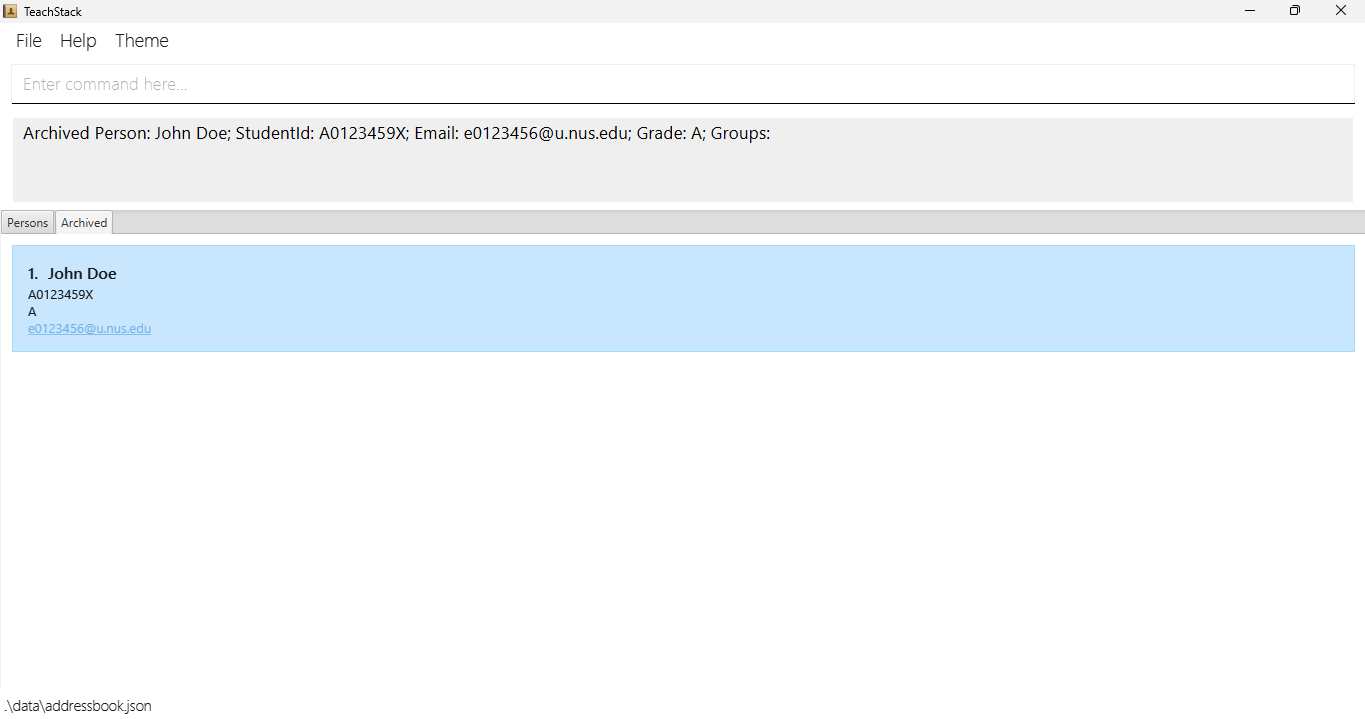 TeachStack
File Help Theme
Enter command here...
Archived Person: John Doe; StudentId: A0123459X; Email: e0123456@u.nus.edu; Grade: A; Groups:
Persons Archived
1. John Doe
A0123459X
A
e0123456@u.nus.edu
.\data\addressbook.json